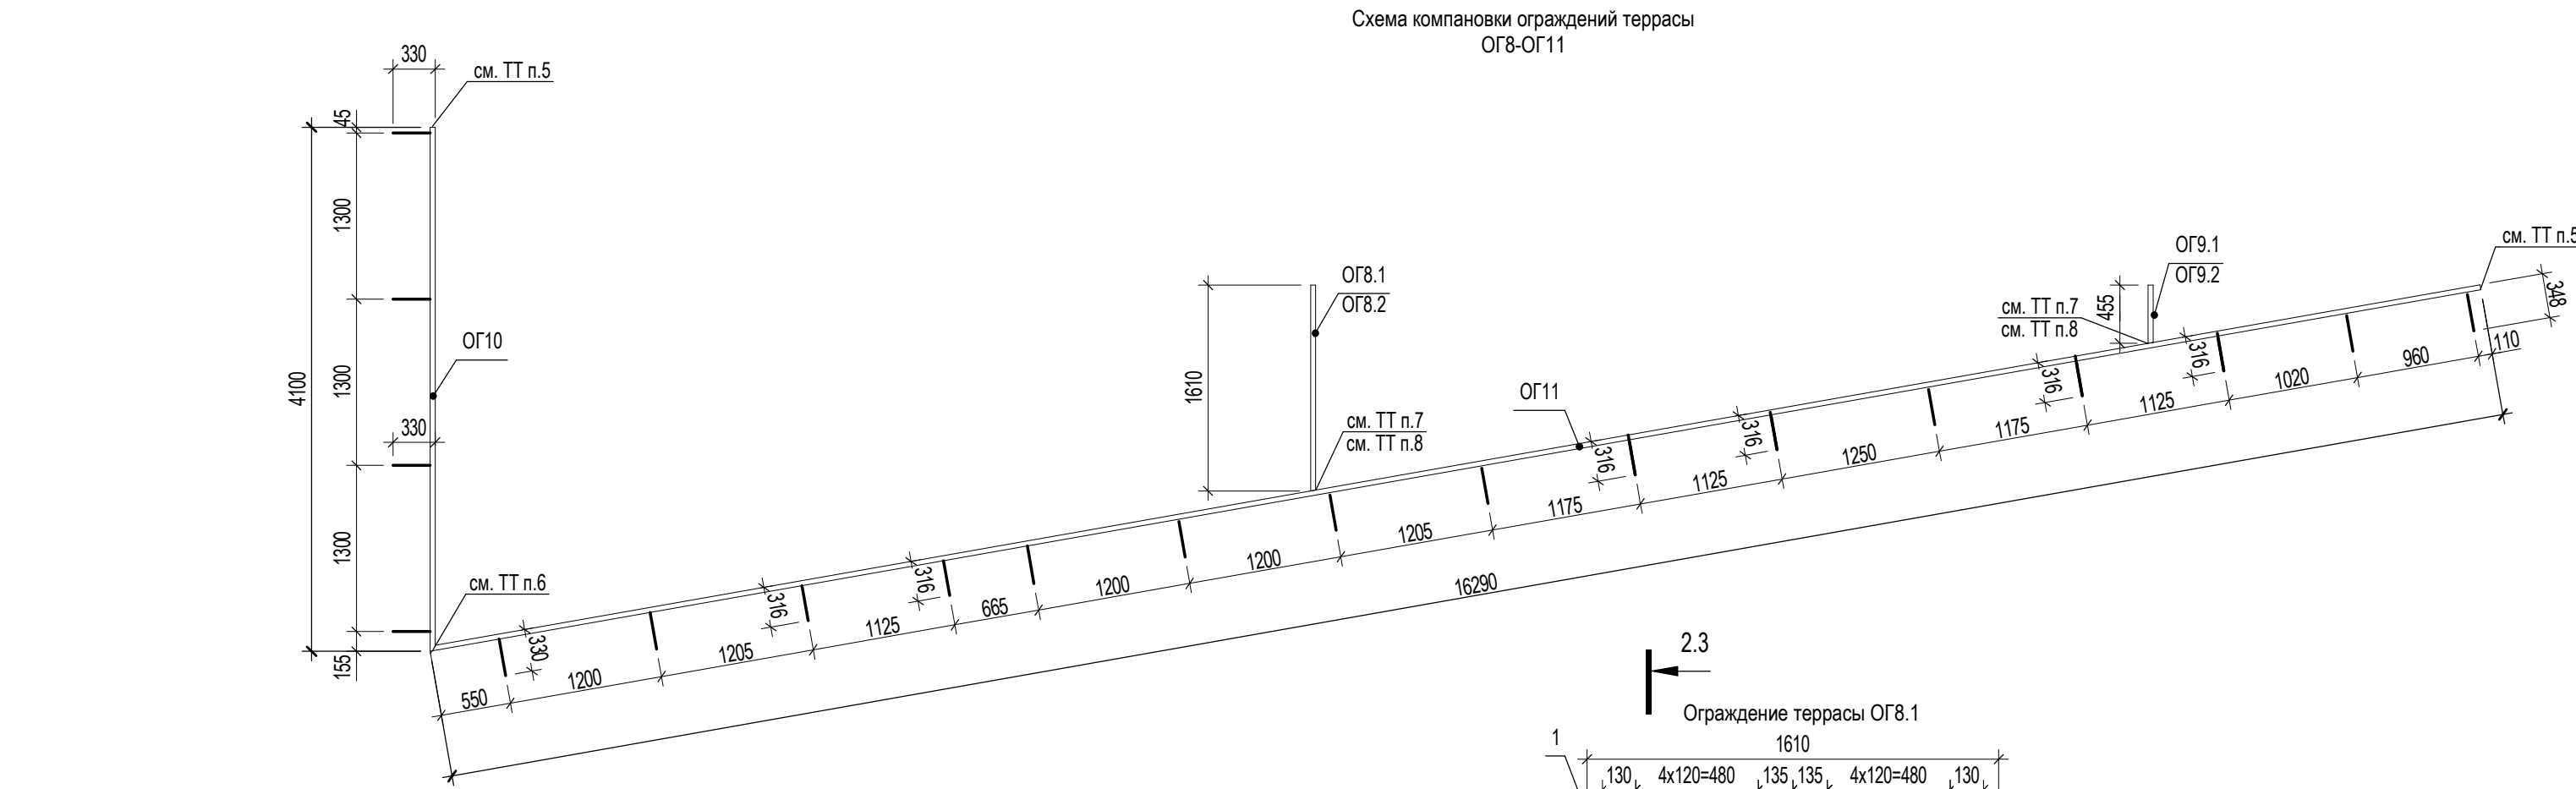 Схема компановки ограждений террасы
ОГ8-ОГ11
330
см. ТТ п.5
45
1300
1300
4100
330
1300
155
ОГ10
см. ТТ п.6
ОГ8.1
ОГ8.2
1610
см. ТТ п.7
см. ТТ п.8
ОГ11
ОГ9.1
ОГ9.2
455
см. ТТ п.7
см. ТТ п.8
см. ТТ п.5
348
110
330
316
316
316
316
316
316
550
1200
1205
1125
665
1200
1200
1205
1175
1125
1250
1175
1125
1020
960
16290
2.3
Ограждение террасы ОГ8.1
1
1610
130
4х120=480
135
135
4х120=480
130